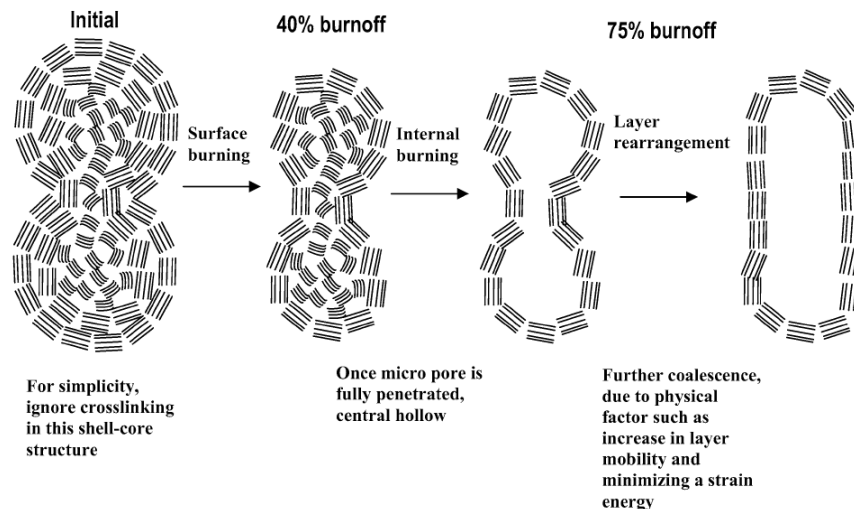 Initial
40% burnoff
75% burnoff
Surface
burning
Internal
burning
Layer
rearrangement
For simplicity,
ignore crosslinking
in this shell-core
structure
Once micro pore is
fully penetrated,
central hollow
Further coalescence,
due to physical
factor such as
increase in layer
mobility and
minimizing a strain
energy